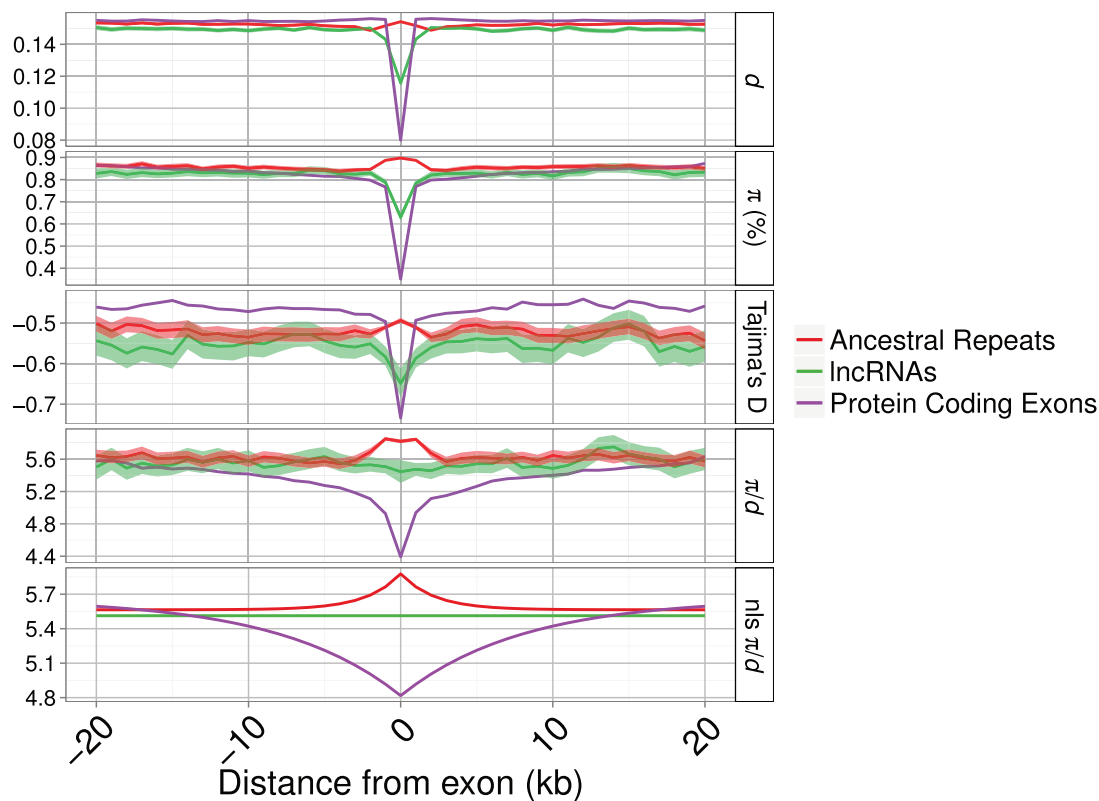 0.14
0.12
0.10
0.08
d
0.9
0.8
0.7
0.6
0.5
0.4
π (%)
−0.5
−0.6
−0.7
Tajima's D
5.6
5.2
4.8
4.4
π/d
5.7
5.4
5.1
4.8
nls π/d
−20
−10
0
10
20
Distance from exon (kb)
Ancestral Repeats
lncRNAs
Protein Coding Exons